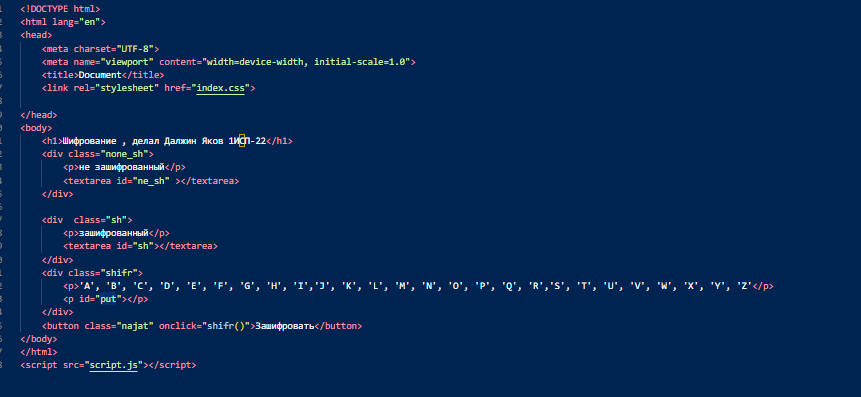 <!DOCTYPE html>
<html lang="en">
<head>
<meta charset="UTF-8">
<meta name="viewport" content="width=device-width, initial-scale=1.0">
<title>Document</title>
<link rel="stylesheet" href="index.css">
</head>
<body>
<h1>Шифрование , делал Далжин Яков 1ИСП-22</h1>
<div class="none_sh">
<p>не зашифрованный</p>
<textarea id="ne_sh" ></textarea>
</div>
<div  class="sh">
<p>зашифрованный</p>
<textarea id="sh"></textarea>
</div>
<div class="shifr">
<p>'A', 'B', 'C', 'D', 'E', 'F', 'G', 'H', 'I','J', 'K', 'L', 'M', 'N', 'O', 'P', 'Q', 'R','S', 'T', 'U', 'V', 'W', 'X', 'Y', 'Z'</p>
<p id="put"></p>
</div>
<button class="najat" onclick="shifr()">Зашифровать</button>
</body>
</html>
<script src="script.js"></script>